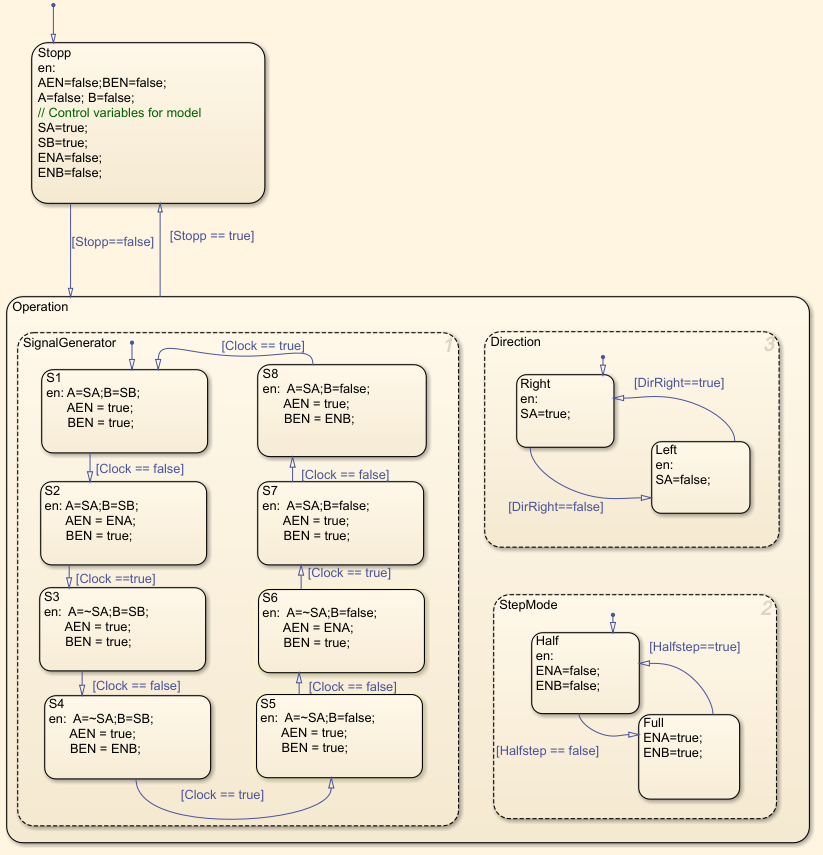 Stopp
en:
AEN=false;BEN=false;
A=false; B=false;
// Control variables for model
SA=true;
SB=true;
ENA=false;
ENB=false;
[Stopp==false]
[Stopp == true]
Operation
SignalGenerator
1
[Clock == true]
S1
en: A=SA;B=SB;
AEN = true;
BEN = true;
[Clock == false]
S2
en: A=SA;B=SB;
AEN = ENA;
BEN = true;
[Clock ==true]
S3
en: A=~SA;B=SB;
AEN = true;
BEN = true;
[Clock == false]
S4
en: A=~SA;B=SB;
AEN = true;
BEN = ENB;
[Clock == true]
S8
en: A=SA;B=false;
AEN = true;
BEN = ENB;
[Clock == false]
S7
en: A=SA;B=false;
AEN = true;
BEN = true;
[Clock == true]
S6
en: A=~SA;B=false;
AEN = ENA;
BEN = true;
[Clock == false]
S5
en: A=~SA;B=false;
AEN = true;
BEN = true;
Direction
3
Right
en:
SA=true;
[DirRight==true]
Left
en:
SA=false;
[DirRight==false]
StepMode
2
Half
en:
ENA=false;
ENB=false;
[Halfstep==true]
Full
ENA=true;
ENB=true;
[Halfstep == false]